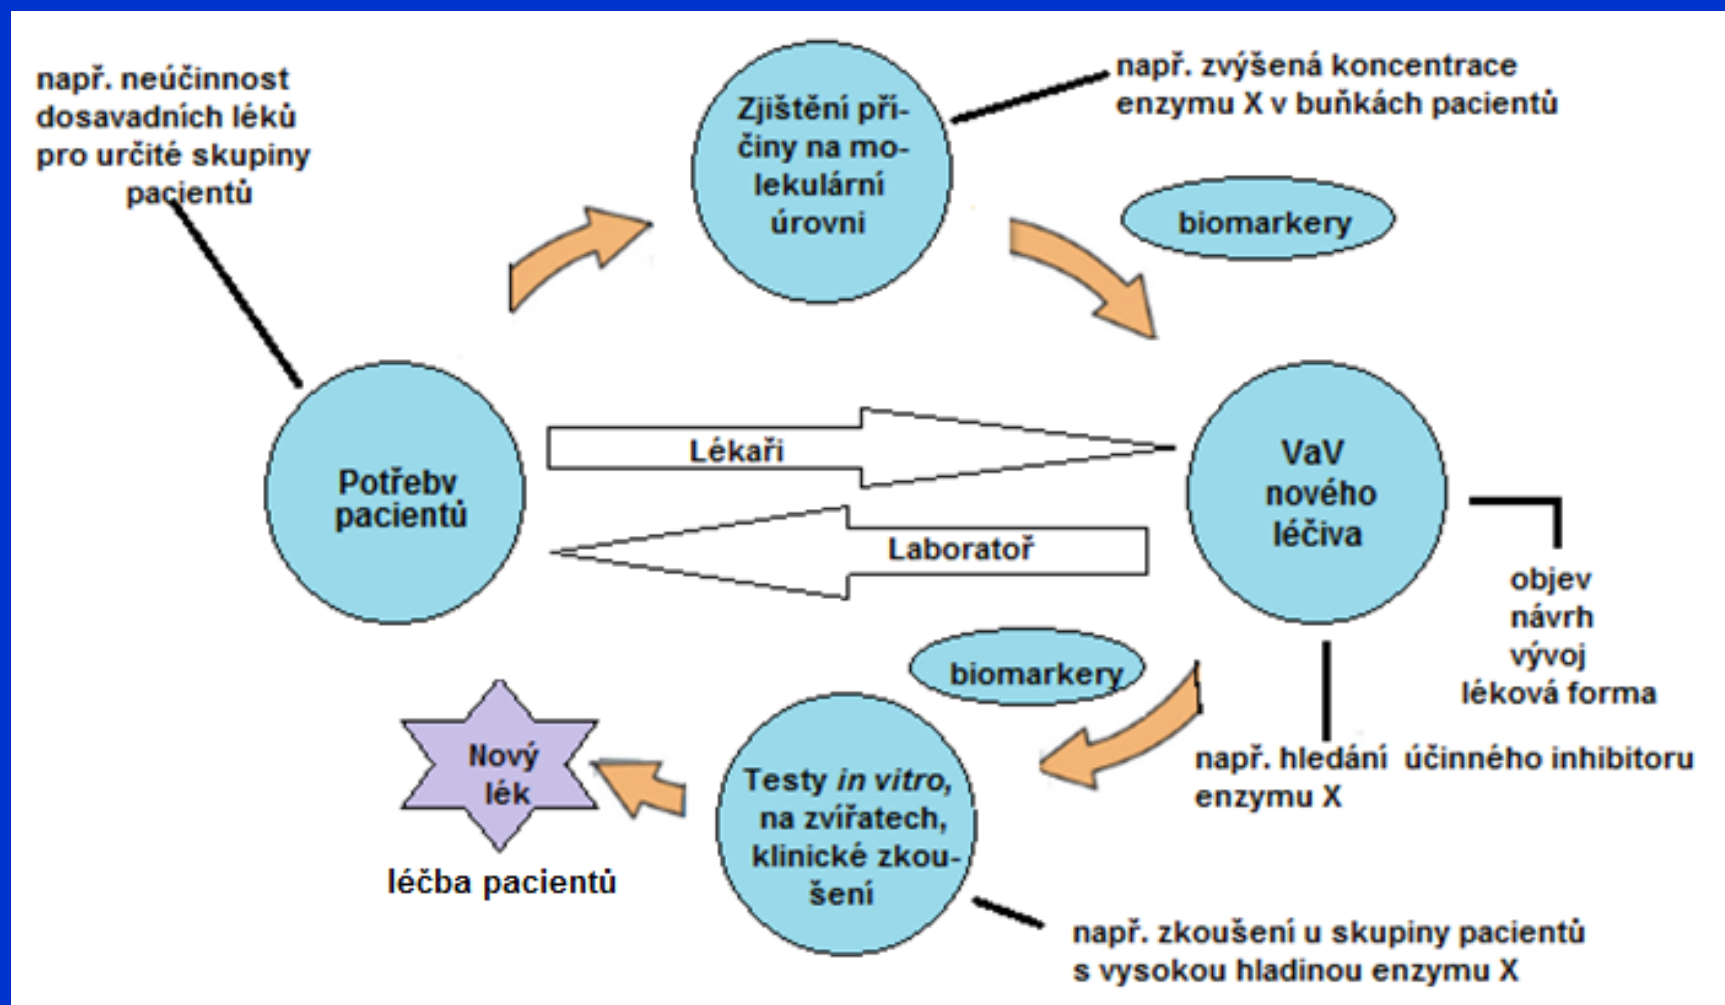 např. neúčinnost
dosavadních léků
pro určité skupiny
pacientů
Zjištění pří-
činy na mo-
lekulární
úrovni
např. zvýšená koncentrace
enzymu X v buňkách pacientů
biomarkery
Potřeby
pacientů
Lékaři
Laboratoř
VaV
nového
léčiva
objev
návrh
vývoj
léková forma
biomarkery
např. hledání účinného inhibitoru
enzymu X
Testy in vitro,
na zvířatech,
klinické zkou-
šení
Nový
lék
léčba pacientů
např. zkoušení u skupiny pacientů
s vysokou hladinou enzymu X